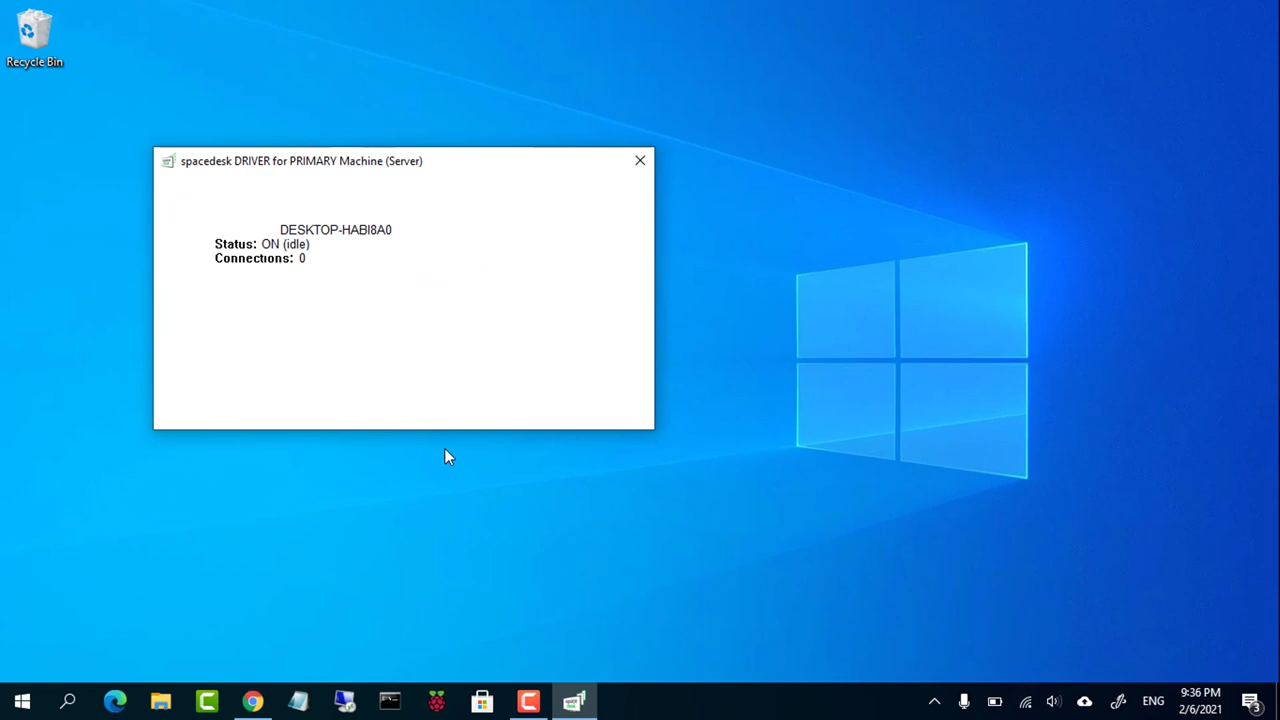 Recycle Bin
spacedesk DRIVER for PRIMARY Machine (Server)
DESKTOP-HABI8A0
Status: ON (idle)
Connections: 0
ENG
9:36 PM
2/6/2021
3